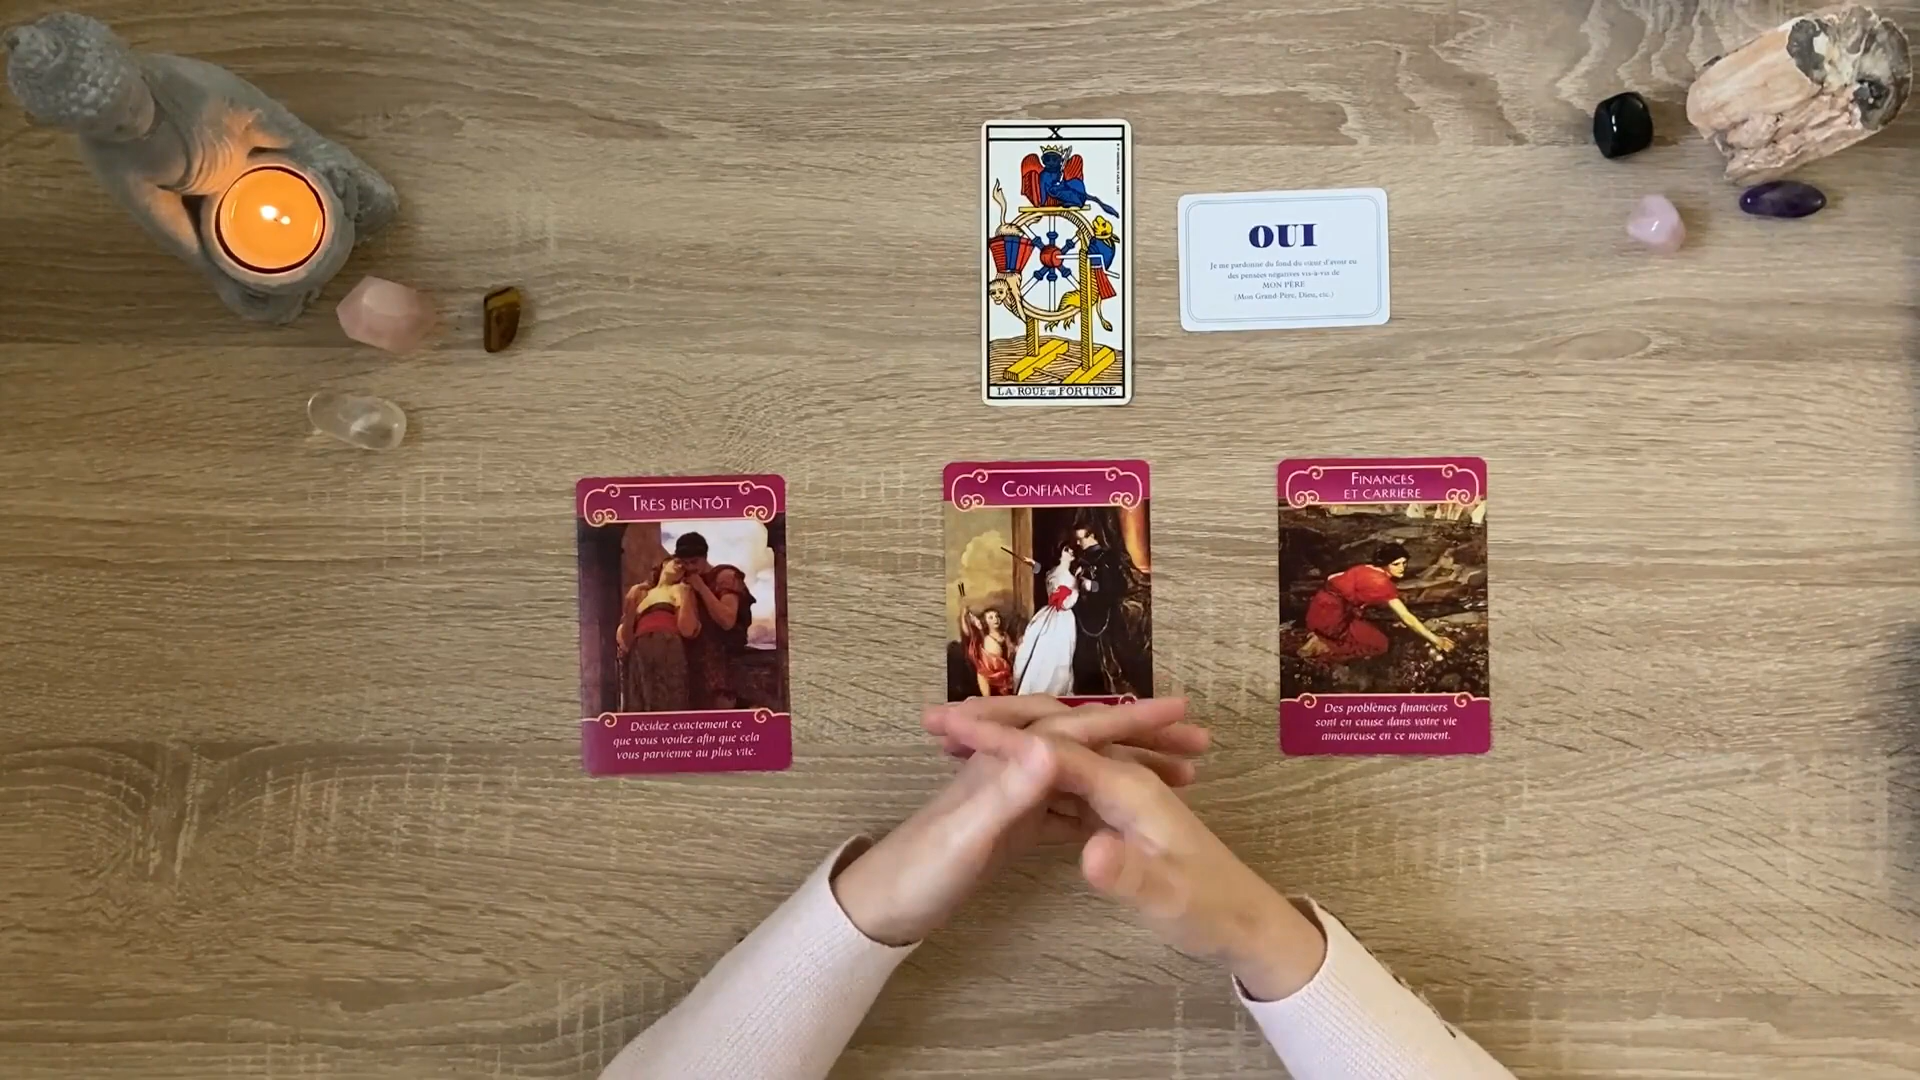 X
LA·ROUE DE FORTUNE
OUI
Je me pardonne du fond du cœur d'avoir eu
des pensées négatives vis-à-vis de
MON PÈRE
(Mon Grand-Père, Dieu, etc.)
TRÈS BIENTÔT
Décidez exactement ce
que vous voulez afin que cela
vous parvienne au plus vite.
CONFIANCE
FINANCES
ET CARRIÈRE
Des problèmes financiers
sont en cause dans votre vie
amoureuse en ce moment.